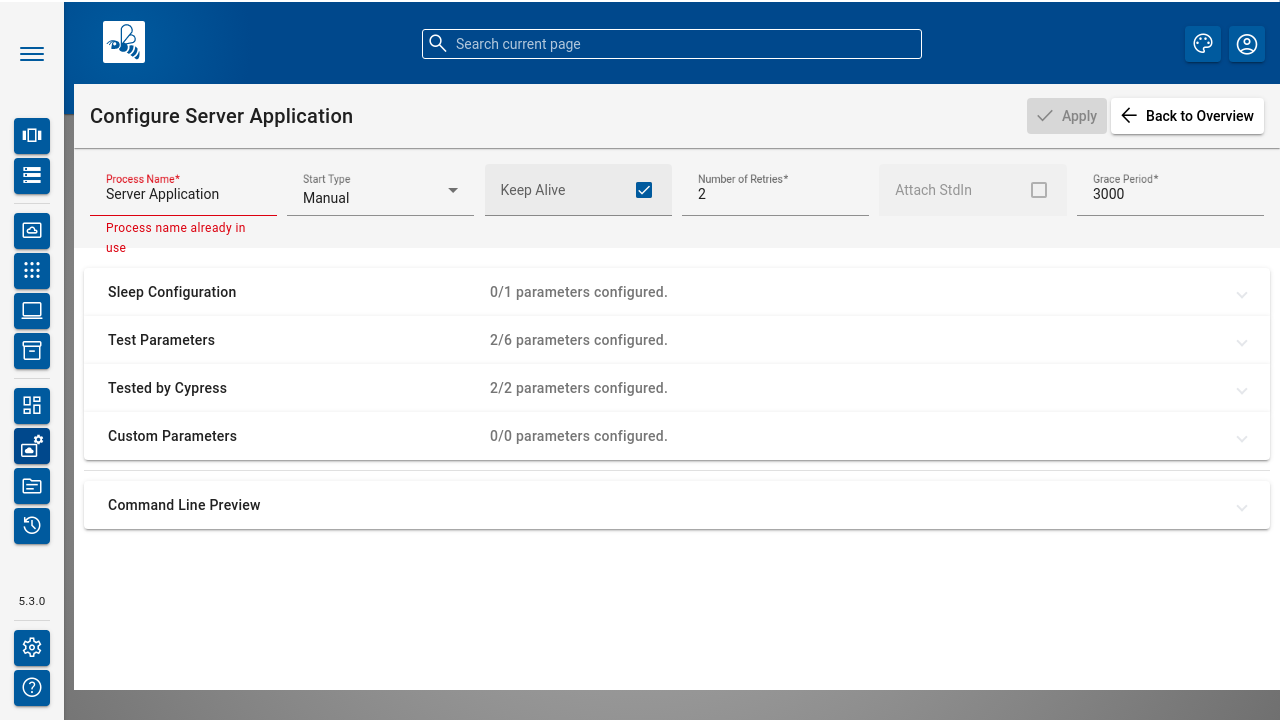 Search current page
Configure Server Application
Apply
Back to Overview
Process Name*
Server Application
Process name already in
use
Start Type
Manual
Keep Alive
Number of Retries*
2
Attach StdIn
Grace Period*
3000
Sleep Configuration 0/1 parameters configured.
Test Parameters 2/6 parameters configured.
Tested by Cypress 2/2 parameters configured.
Custom Parameters 0/0 parameters configured.
Command Line Preview
5.3.0